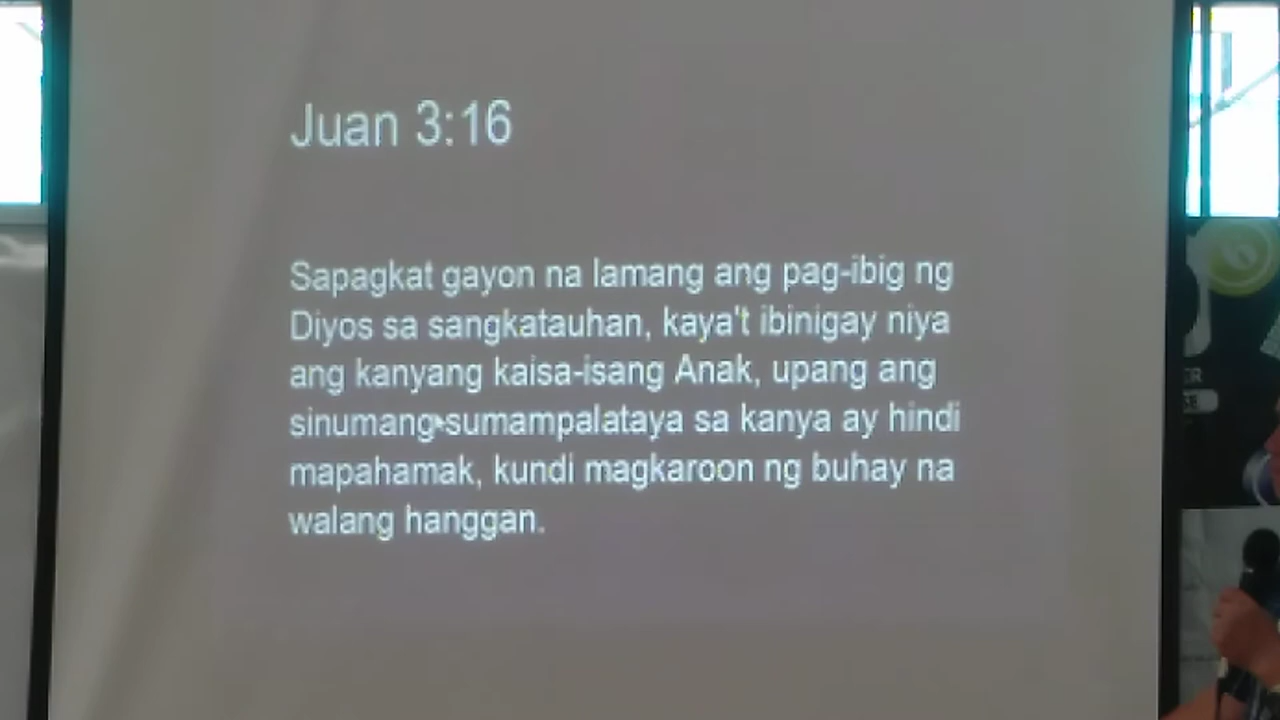 Juan 3:16
Sapagkat gayon na lamang ang pag-ibig ng
Diyos sa sangkatauhan, kaya't ibinigay niya
ang kanyang kaisa-isang Anak, upang ang
sinumang sumampalataya sa kanya ay hindi
mapahamak, kundi magkaroon ng buhay na
walang hanggan.